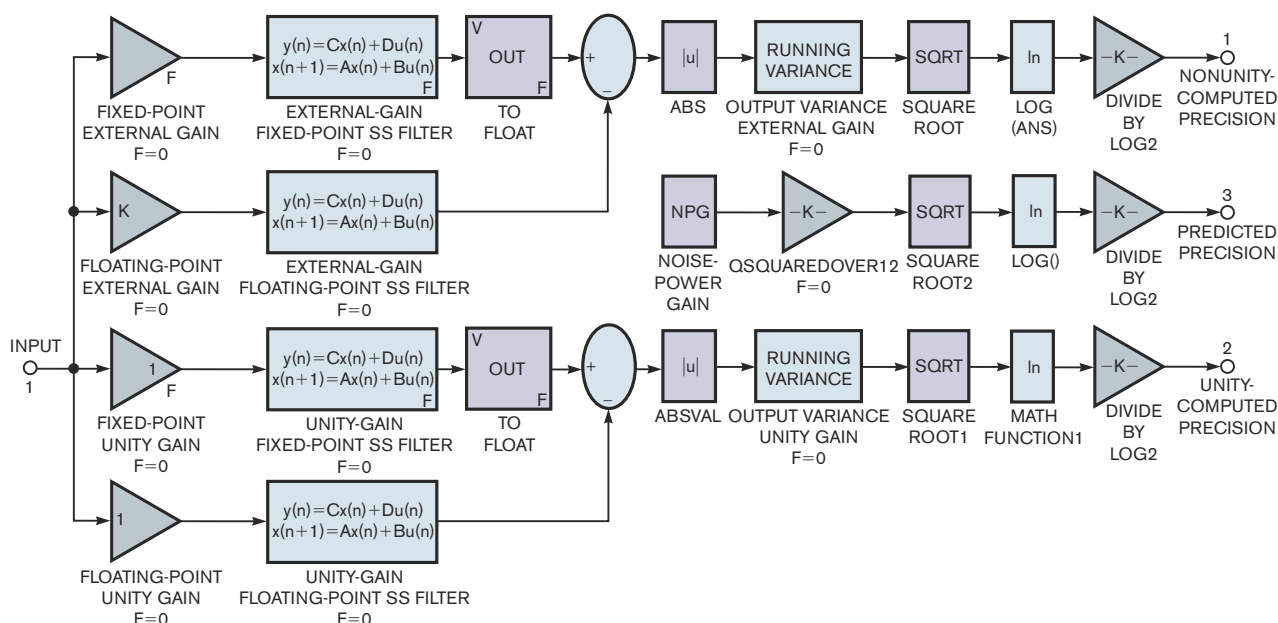 F
FIXED-POINT
EXTERNAL GAIN
F=0
y(n)=Cx(n)+Du(n)
x(n+1)=Ax(n)+Bu(n)
F
EXTERNAL-GAIN
FIXED-POINT SS FILTER
F=0
V
OUT
F
TO
FLOAT
+
–
|u|
ABS
RUNNING
VARIANCE
OUTPUT VARIANCE
EXTERNAL GAIN
F=0
SQRT
SQUARE
ROOT
ln
LOG
(ANS)
–K–
DIVIDE
BY
LOG2
1
NONUNITY-
COMPUTED
PRECISION
K
FLOATING-POINT
EXTERNAL GAIN
F=0
y(n)=Cx(n)+Du(n)
x(n+1)=Ax(n)+Bu(n)
EXTERNAL-GAIN
FLOATING-POINT SS FILTER
F=0
NPG
NOISE-
POWER
GAIN
–K–
QSQUAREDOVER12
F=0
SQRT
SQUARE
ROOT2
ln
LOG()
–K–
DIVIDE
BY
LOG2
3
PREDICTED
PRECISION
INPUT
1
1
F
FIXED-POINT
UNITY GAIN
F=0
y(n)=Cx(n)+Du(n)
x(n+1)=Ax(n)+Bu(n)
F
UNITY-GAIN
FIXED-POINT SS FILTER
F=0
V
OUT
F
TO
FLOAT
+
–
|u|
ABSVAL
RUNNING
VARIANCE
OUTPUT VARIANCE
UNITY GAIN
F=0
SQRT
SQUARE
ROOT1
ln
MATH
FUNCTION1
–K–
DIVIDE
BY
LOG2
2
UNITY-
COMPUTED
PRECISION
1
FLOATING-POINT
UNITY GAIN
F=0
y(n)=Cx(n)+Du(n)
x(n+1)=Ax(n)+Bu(n)
UNITY-GAIN
FLOATING-POINT SS FILTER
F=0